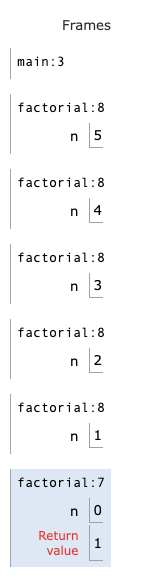 Frames
main:3
factorial:8
n 5
factorial:8
n 4
factorial:8
n 3
factorial:8
n 2
factorial:8
n 1
factorial:7
n 0
Return
value 1